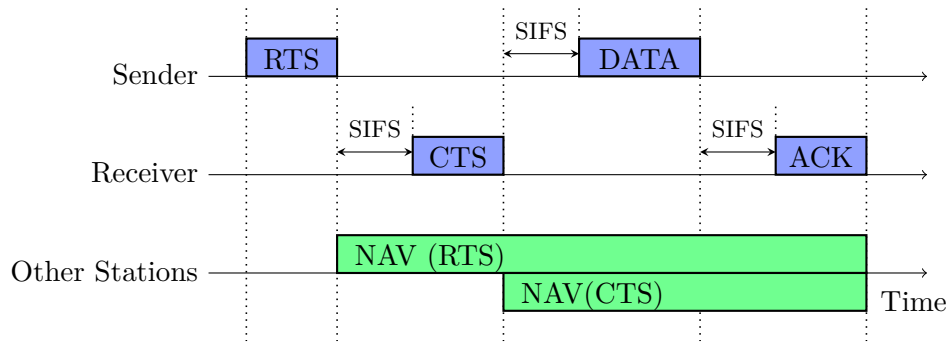 SIFS
RTS
DATA
Sender
SIFS
SIFS
CTS
ACK
Receiver
NAV (RTS)
Other Stations
NAV(CTS)
Time